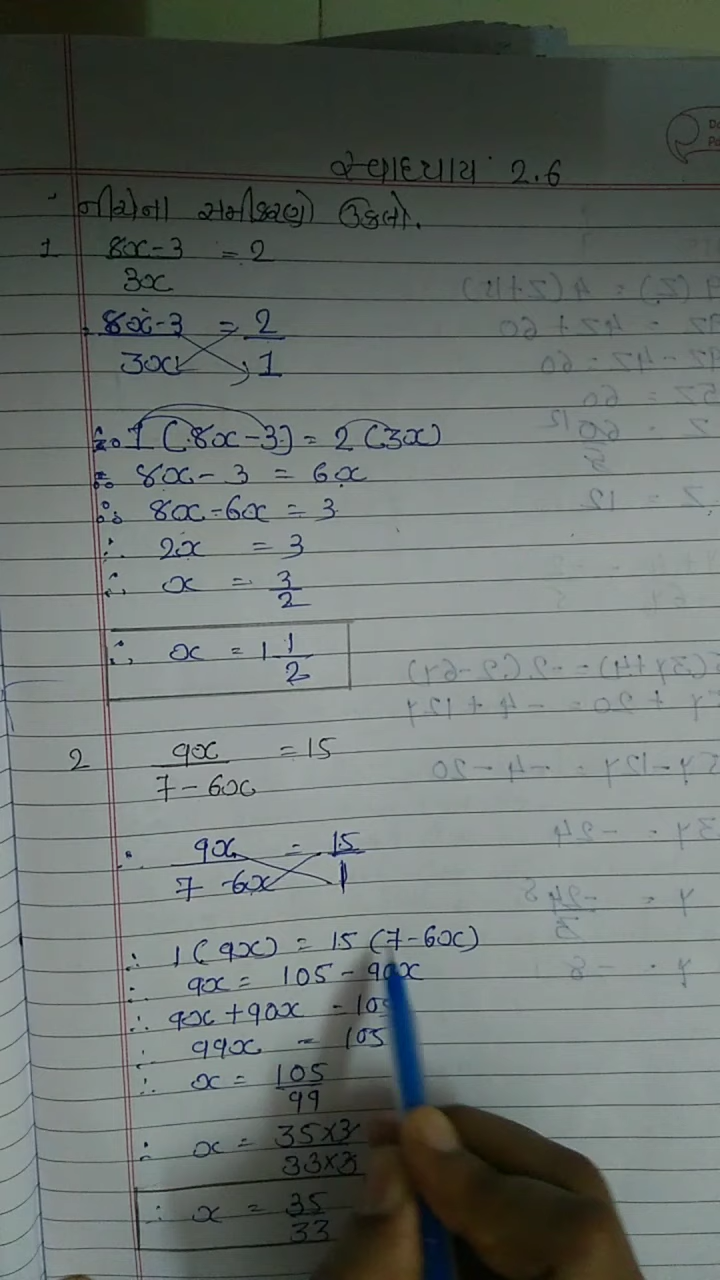 સ્વાધ્યાય 2.6
નીચેના સમીકરણો ઉકેલો.
1 8x-3 = 2
3x
8x-3 = 2
3x 1
∴ 1(8x-3) = 2(3x)
∴ 8x-3 = 6x
∴ 8x-6x = 3
∴ 2x = 3
∴ x = 3
2
∴ x = 1 1
2
2 9x = 15
7-6x
∴ 9x = 15
7-6x 1
∴ 1(9x) = 15(7-6x)
∴ 9x = 105-90x
∴ 9x+90x = 105
∴ 99x = 105
∴ x = 105
99
∴ x = 35×3
33×3
∴ x = 35
33